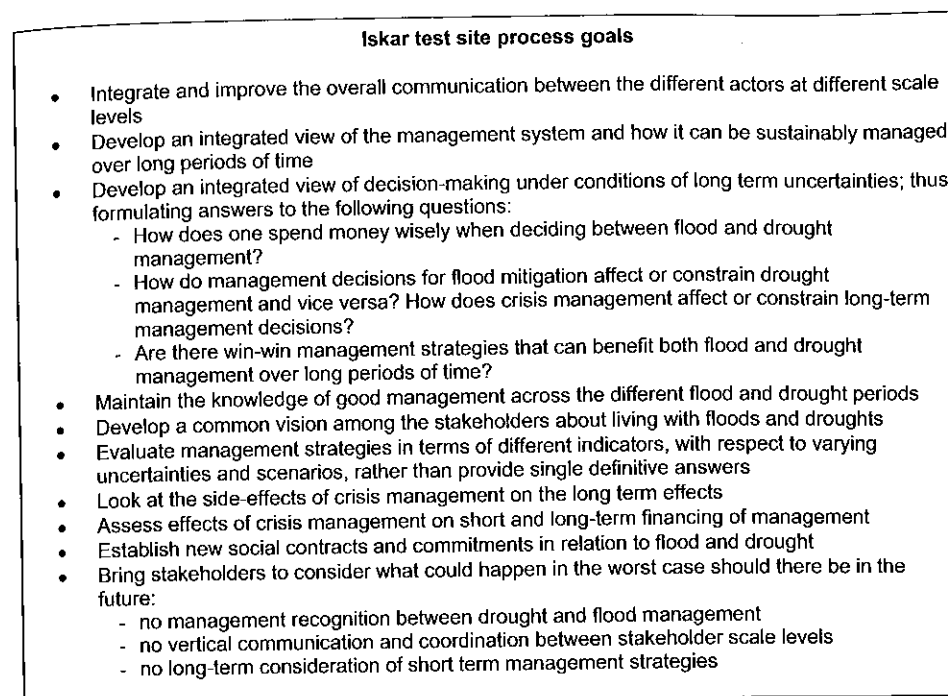 Iskar test site process goals
• Integrate and improve the overall communication between the different actors at different scale
levels
• Develop an integrated view of the management system and how it can be sustainably managed
over long periods of time
• Develop an integrated view of decision-making under conditions of long term uncertainties; thus
formulating answers to the following questions:
- How does one spend money wisely when deciding between flood and drought
management?
- How do management decisions for flood mitigation affect or constrain drought
management and vice versa? How does crisis management affect or constrain long-term
management decisions?
- Are there win-win management strategies that can benefit both flood and drought
management over long periods of time?
• Maintain the knowledge of good management across the different flood and drought periods
• Develop a common vision among the stakeholders about living with floods and droughts
• Evaluate management strategies in terms of different indicators, with respect to varying
uncertainties and scenarios, rather than provide single definitive answers
• Look at the side-effects of crisis management on the long term effects
• Assess effects of crisis management on short and long-term financing of management
• Establish new social contracts and commitments in relation to flood and drought
• Bring stakeholders to consider what could happen in the worst case should there be in the
future:
- no management recognition between drought and flood management
- no vertical communication and coordination between stakeholder scale levels
- no long-term consideration of short term management strategies